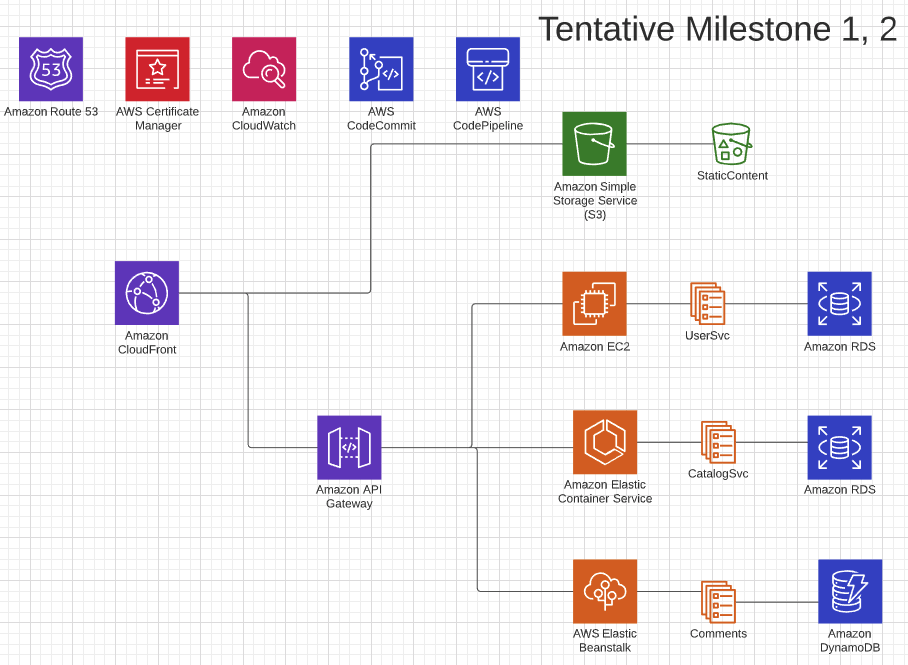 Tentative Milestone 1, 2
53
Amazon Route 53
AWS Certificate
Manager
Amazon
CloudWatch
AWS
CodeCommit
AWS
CodePipeline
Amazon Simple
Storage Service
(S3)
StaticContent
Amazon
CloudFront
Amazon EC2
UserSvc
Amazon RDS
Amazon API
Gateway
Amazon Elastic
Container Service
CatalogSvc
Amazon RDS
AWS Elastic
Beanstalk
Comments
Amazon
DynamoDB